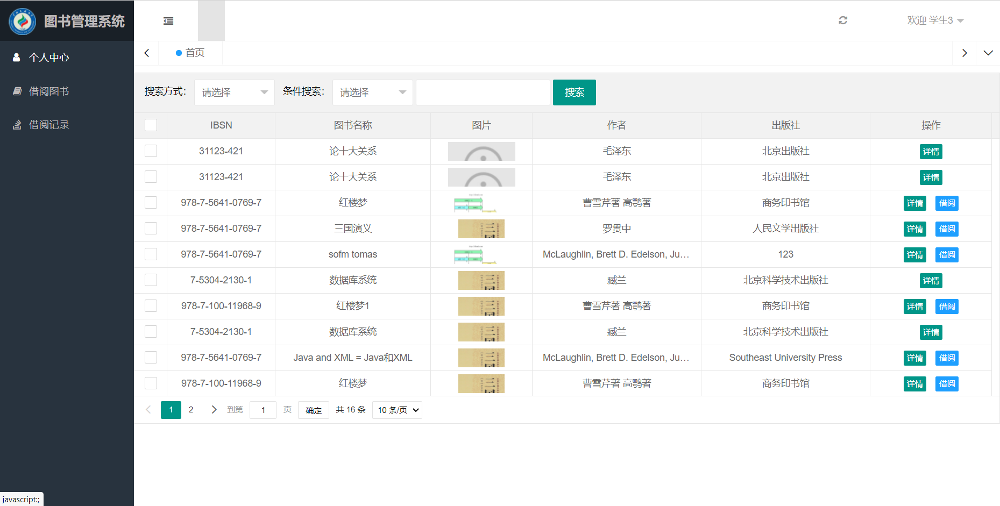 图书管理系统
欢迎 学生3
个人中心
借阅图书
借阅记录
首页
搜索方式: 请选择 条件搜索: 请选择 搜索
IBSN 图书名称 图片 作者 出版社 操作
31123-421 论十大关系 毛泽东 北京出版社 详情
31123-421 论十大关系 毛泽东 北京出版社 详情
978-7-5641-0769-7 红楼梦 曹雪芹著 高鹗著 商务印书馆 详情 借阅
978-7-5641-0769-7 三国演义 罗贯中 人民文学出版社 详情 借阅
978-7-5641-0769-7 sofm tomas McLaughlin, Brett D. Edelson, Ju... 123 详情 借阅
7-5304-2130-1 数据库系统 臧兰 北京科学技术出版社 详情
978-7-100-11968-9 红楼梦1 曹雪芹著 高鹗著 商务印书馆 详情 借阅
7-5304-2130-1 数据库系统 臧兰 北京科学技术出版社 详情
978-7-5641-0769-7 Java and XML = Java和XML McLaughlin, Brett D. Edelson, Ju... Southeast University Press 详情 借阅
978-7-100-11968-9 红楼梦 曹雪芹著 高鹗著 商务印书馆 详情 借阅
1 2 到第 1 页 确定 共 16 条 10 条/页
javascript:;